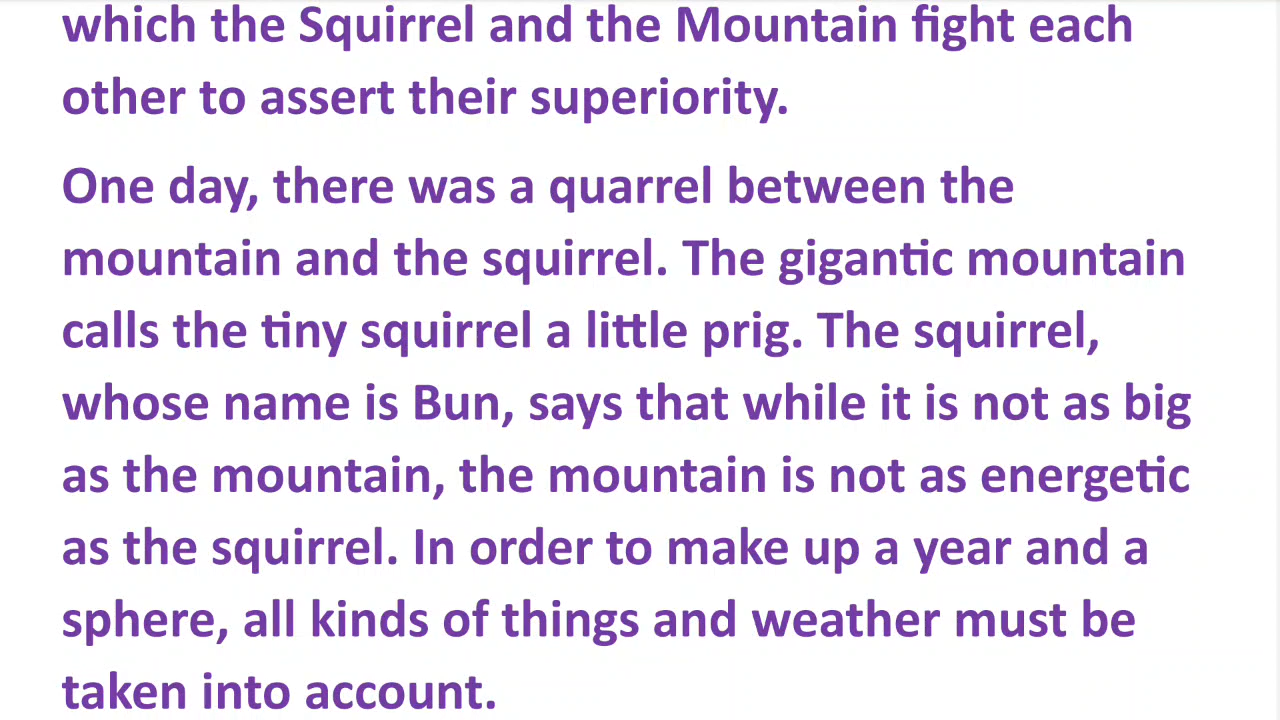 which the Squirrel and the Mountain fight each
other to assert their superiority.
One day, there was a quarrel between the
mountain and the squirrel. The gigantic mountain
calls the tiny squirrel a little prig. The squirrel,
whose name is Bun, says that while it is not as big
as the mountain, the mountain is not as energetic
as the squirrel. In order to make up a year and a
sphere, all kinds of things and weather must be
taken into account.